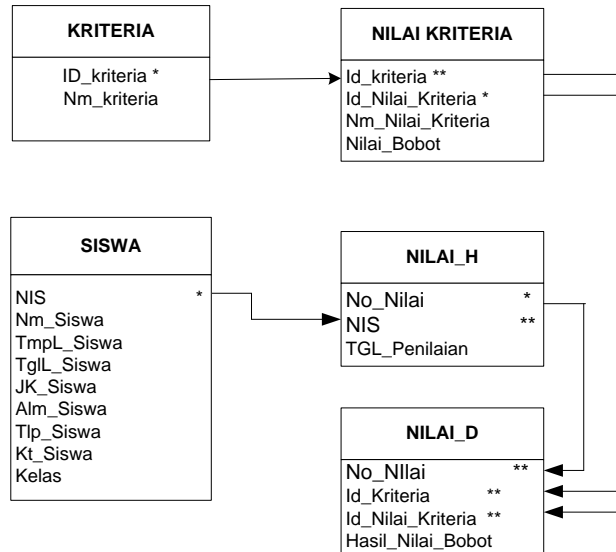 KRITERIA
ID_kriteria *
Nm_kriteria
NILAI KRITERIA
Id_kriteria **
Id_Nilai_Kriteria *
Nm_Nilai_Kriteria
Nilai_Bobot
SISWA
NIS *
Nm_Siswa
TmpL_Siswa
TglL_Siswa
JK_Siswa
Alm_Siswa
Tlp_Siswa
Kt_Siswa
Kelas
NILAI_H
No_Nilai *
NIS **
TGL_Penilaian
NILAI_D
No_NIlai **
Id_Kriteria **
Id_Nilai_Kriteria **
Hasil_Nilai_Bobot